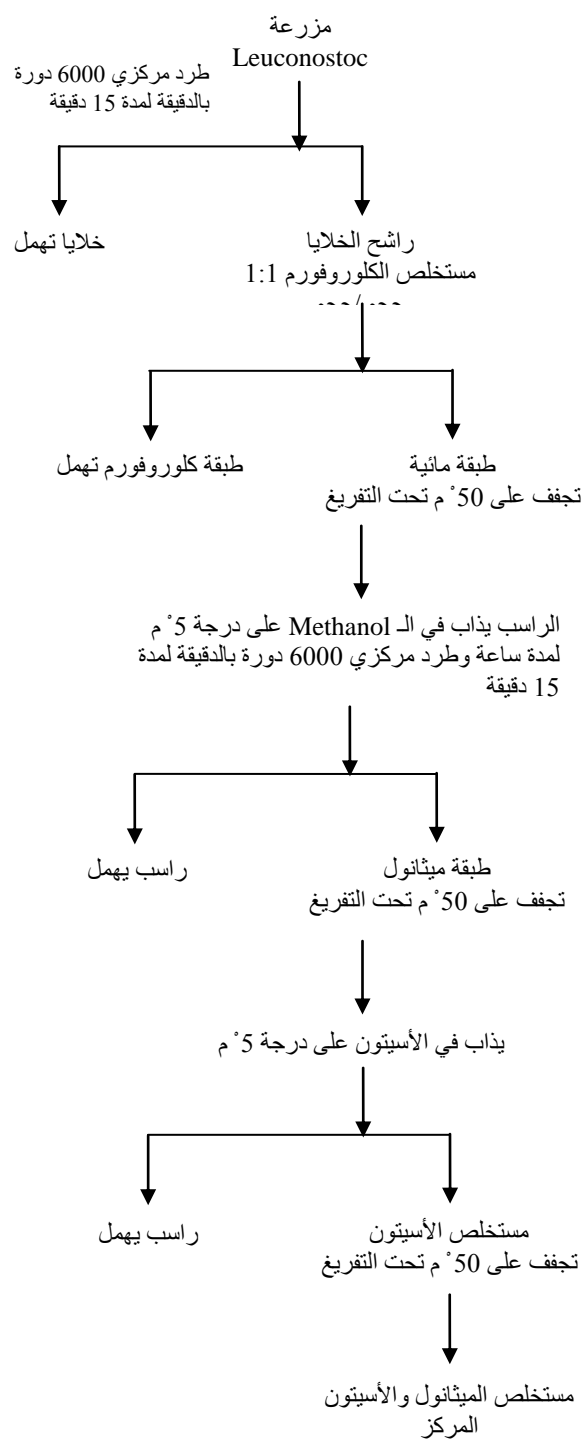 مزرعة
Leuconostoc
طرد مركزي 6000 دورة
بالدقيقة لمدة 15 دقيقة
راشح الخلايا
مستخلص الكلوروفورم 1:1
خلايا تهمل
طبقة مائية
تجفف على 50 ْ م تحت التفريغ
طبقة كلوروفورم تهمل
الراسب يذاب في الـ Methanol على درجة 5 ْ م
لمدة ساعة وطرد مركزي 6000 دورة بالدقيقة لمدة
15 دقيقة
طبقة ميثانول
تجفف على 50 ْ م تحت التفريغ
راسب يهمل
يذاب في الأسيتون على درجة 5 ْ م
مستخلص الأسيتون
تجفف على 50 ْ م تحت التفريغ
راسب يهمل
مستخلص الميثانول والأسيتون
المركز